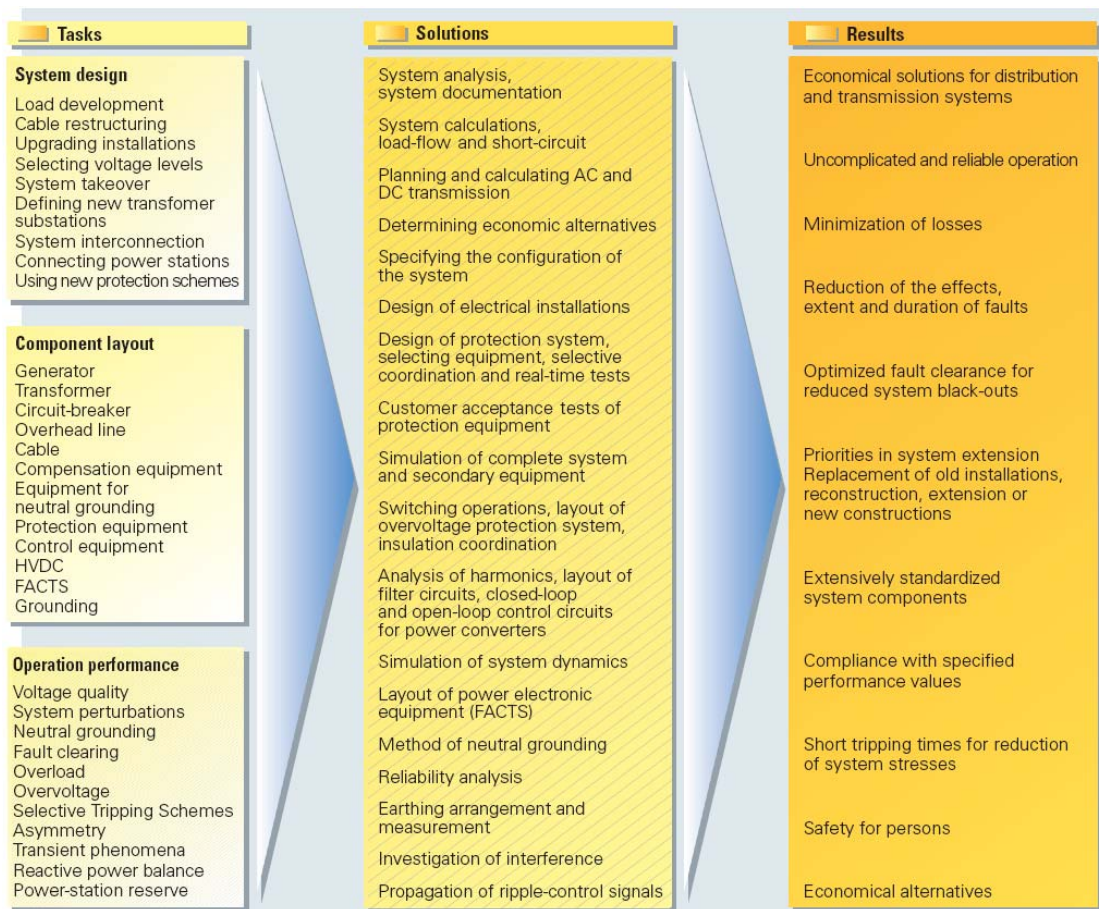 Tasks
System design
Load development
Cable restructuring
Upgrading installations
Selecting voltage levels
System takeover
Defining new transfomer
substations
System interconnection
Connecting power stations
Using new protection schemes
Component layout
Generator
Transformer
Circuit-breaker
Overhead line
Cable
Compensation equipment
Equipment for
neutral grounding
Protection equipment
Control equipment
HVDC
FACTS
Grounding
Operation performance
Voltage quality
System perturbations
Neutral grounding
Fault clearing
Overload
Overvoltage
Selective Tripping Schemes
Asymmetry
Transient phenomena
Reactive power balance
Power-station reserve
Solutions
System analysis,
system documentation
System calculations,
load-flow and short-circuit
Planning and calculating AC and
DC transmission
Determining economic alternatives
Specifying the configuration of
the system
Design of electrical installations
Design of protection system,
selecting equipment, selective
coordination and real-time tests
Customer acceptance tests of
protection equipment
Simulation of complete system
and secondary equipment
Switching operations, layout of
overvoltage protection system,
insulation coordination
Analysis of harmonics, layout of
filter circuits, closed-loop
and open-loop control circuits
for power converters
Simulation of system dynamics
Layout of power electronic
equipment (FACTS)
Method of neutral grounding
Reliability analysis
Earthing arrangement and
measurement
Investigation of interference
Propagation of ripple-control signals
Results
Economical solutions for distribution
and transmission systems
Uncomplicated and reliable operation
Minimization of losses
Reduction of the effects,
extent and duration of faults
Optimized fault clearance for
reduced system black-outs
Priorities in system extension
Replacement of old installations,
reconstruction, extension or
new constructions
Extensively standardized
system components
Compliance with specified
performance values
Short tripping times for reduction
of system stresses
Safety for persons
Economical alternatives